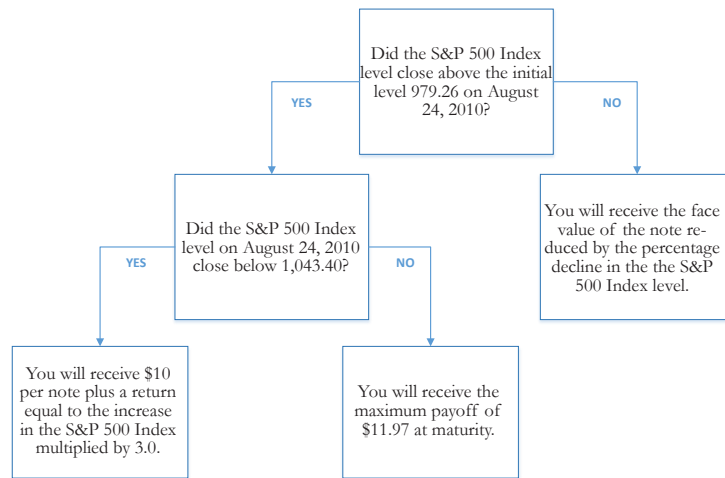 Did the S&P 500 Index
level close above the initial
level 979.26 on August
24, 2010?
YES
NO
Did the S&P 500 Index
level on August 24, 2010
close below 1,043.40?
You will receive the face
value of the note re-
duced by the percentage
decline in the the S&P
500 Index level.
YES
NO
You will receive $10
per note plus a return
equal to the increase
in the S&P 500 Index
multiplied by 3.0.
You will receive the
maximum payoff of
$11.97 at maturity.